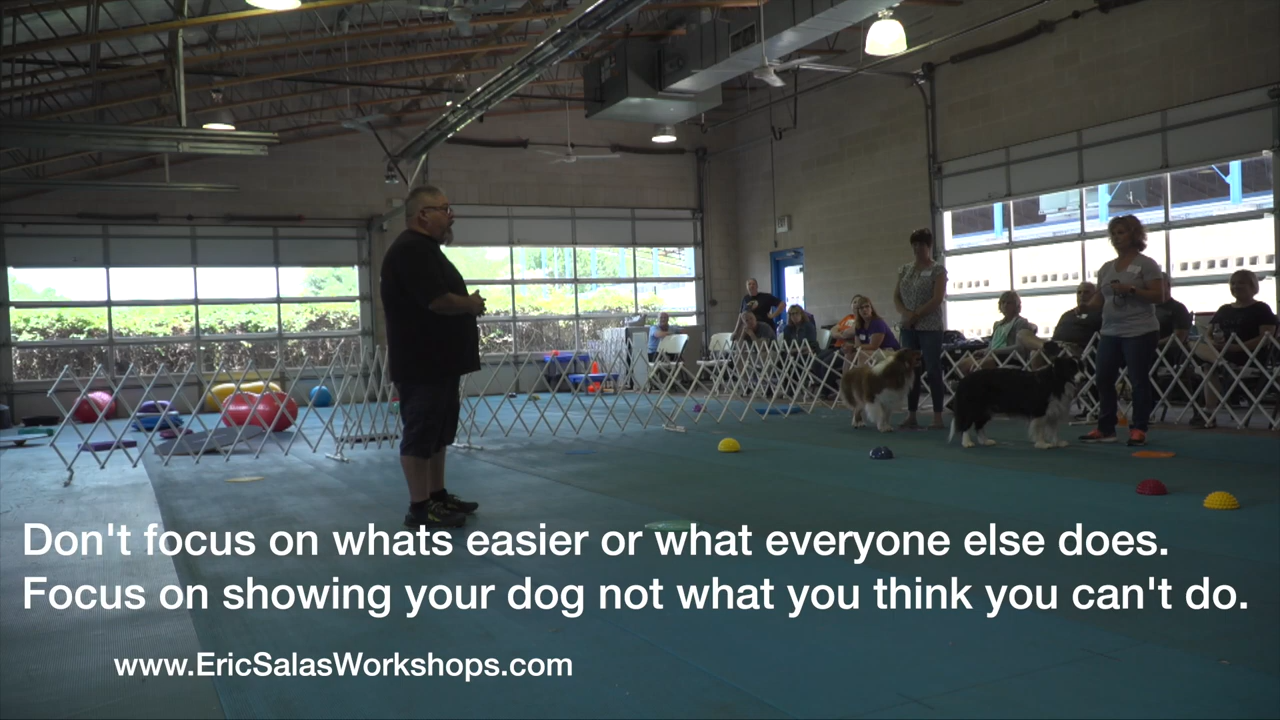 Don't focus on whats easier or what everyone else does.
Focus on showing your dog not what you think you can't do.
www.EricSalasWorkshops.com